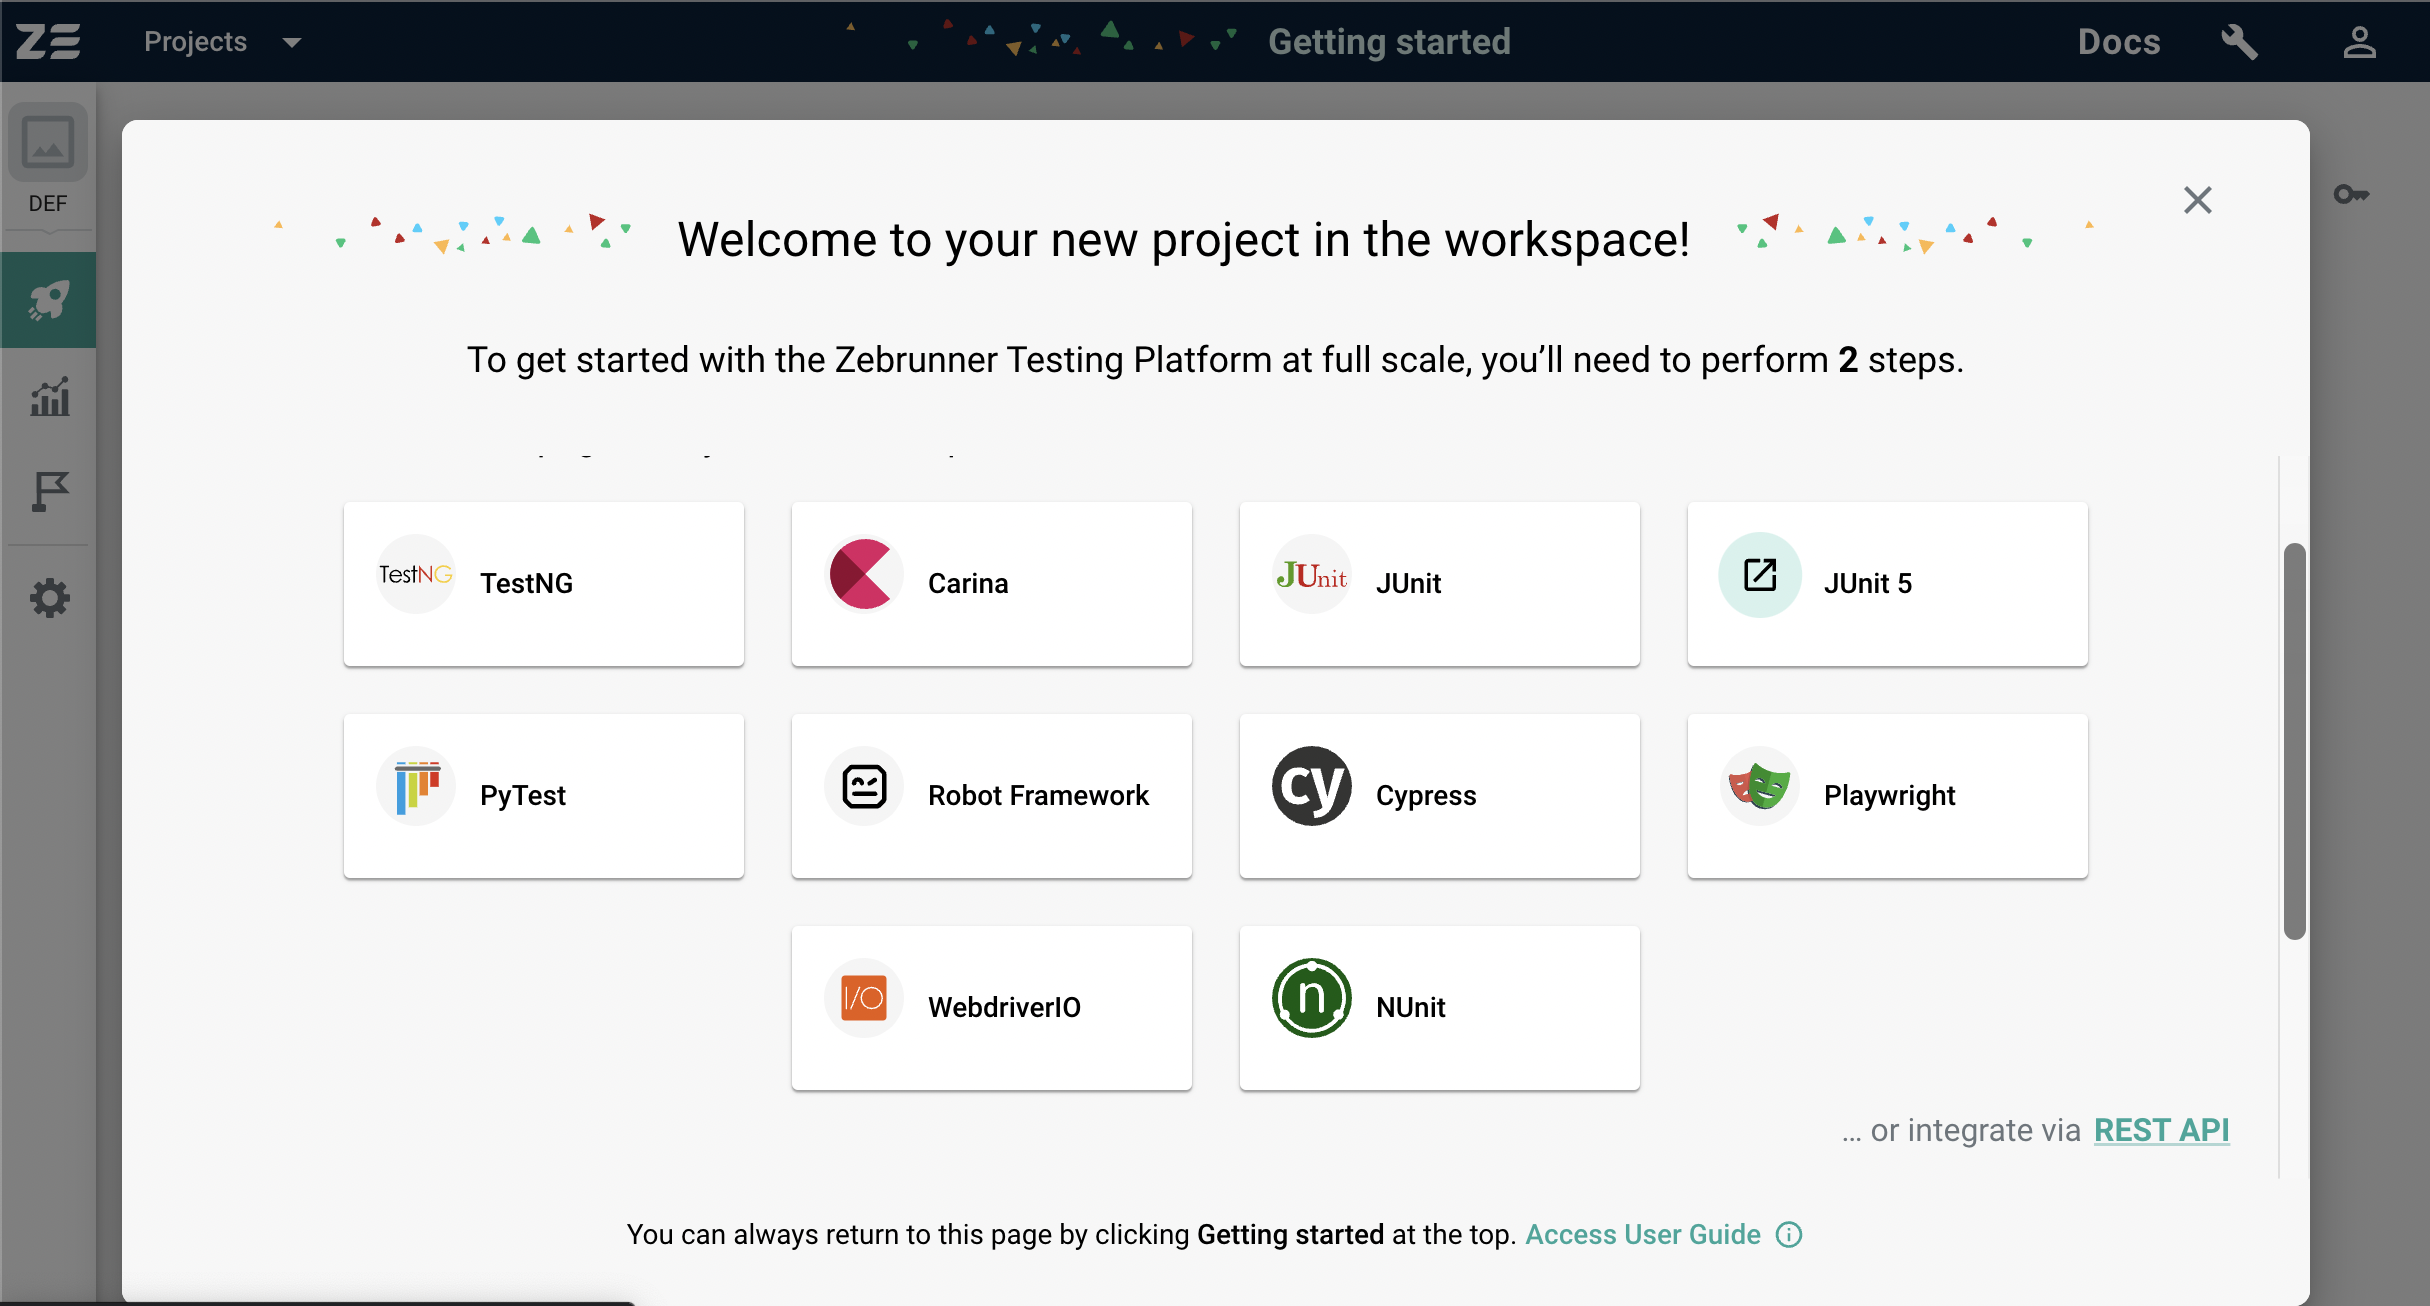 ZE Projects Getting started Docs
DEF
Welcome to your new project in the workspace!
To get started with the Zebrunner Testing Platform at full scale, you’ll need to perform 2 steps.
TestNG TestNG
Carina
JUnit JUnit
JUnit 5
PyTest
Robot Framework
cy Cypress
Playwright
I/O WebdriverIO
n NUnit
... or integrate via REST API
You can always return to this page by clicking Getting started at the top. Access User Guide